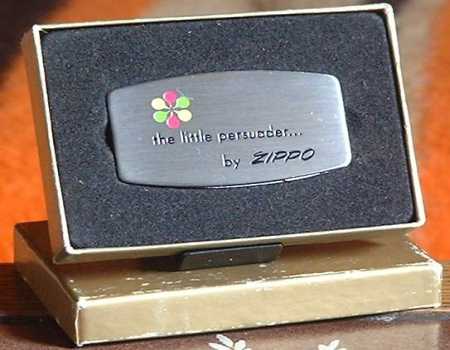 the little persuader...
by ZIPPO